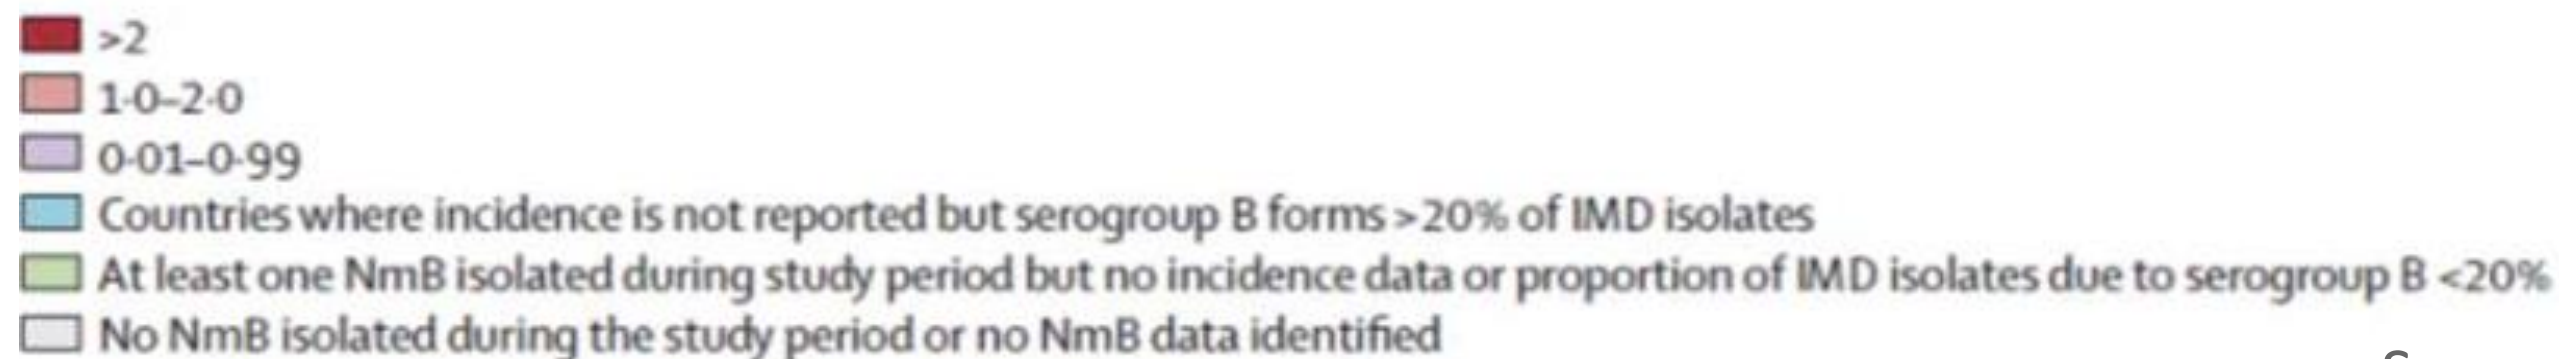 >2
1·0–2·0
0·01–0·99
Countries where incidence is not reported but serogroup B forms >20% of IMD isolates
At least one NmB isolated during study period but no incidence data or proportion of IMD isolates due to serogroup B <20%
No NmB isolated during the study period or no NmB data identified